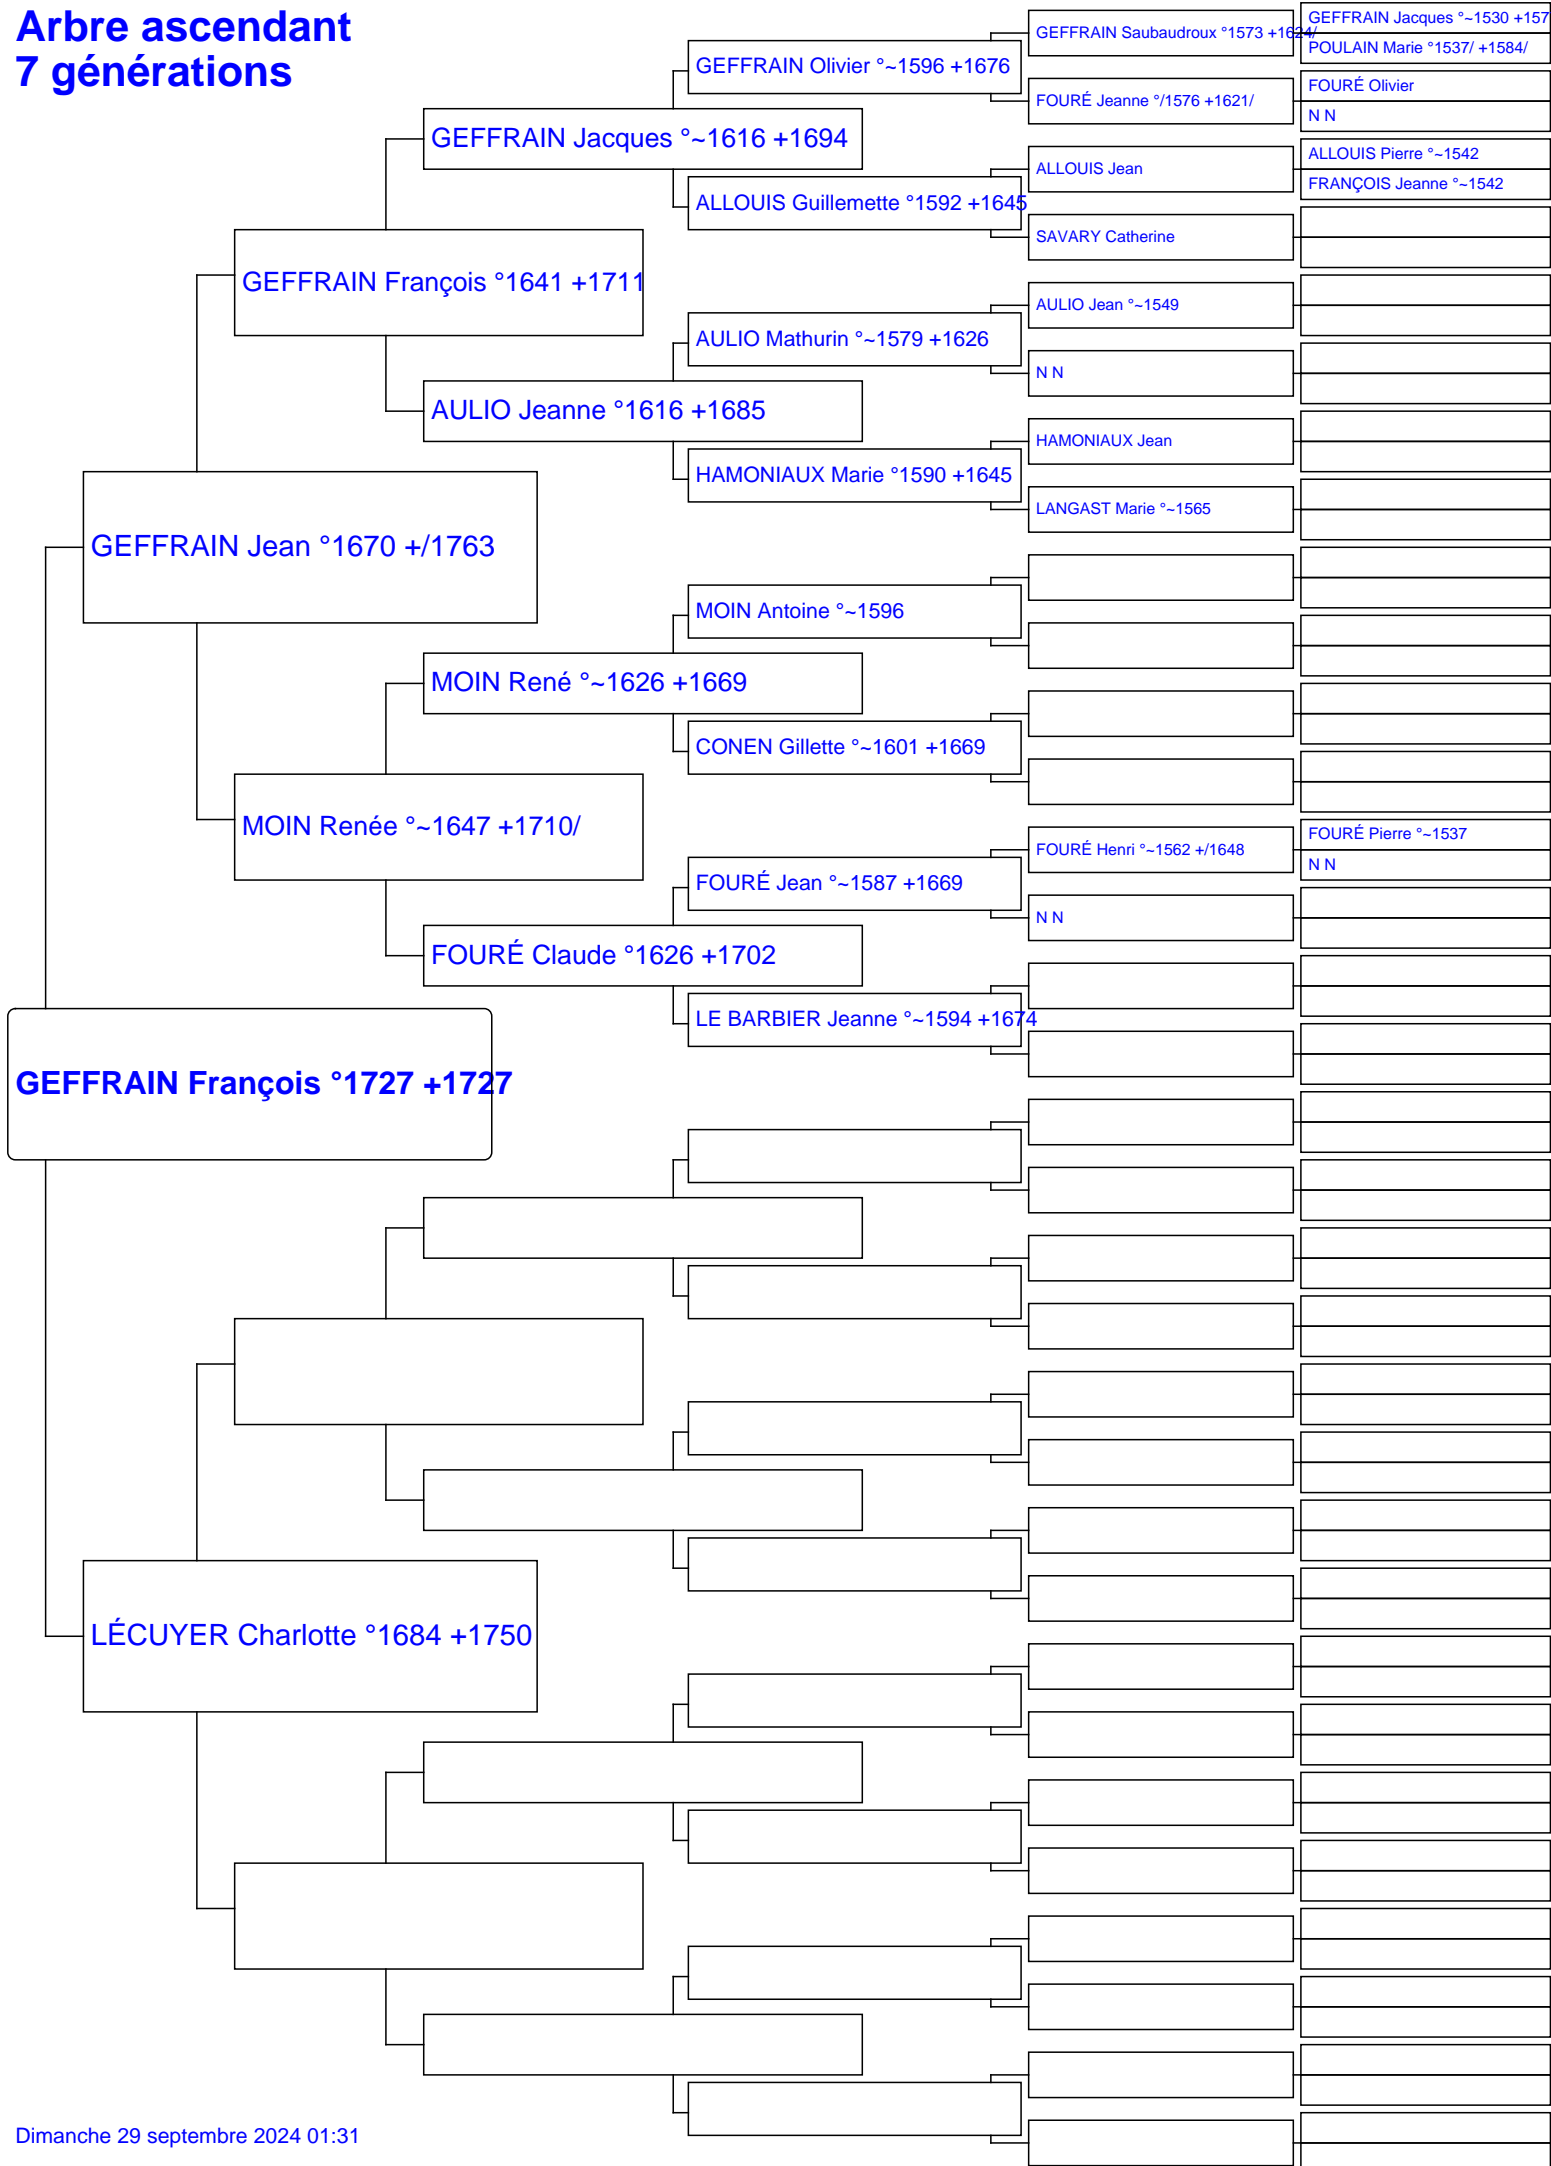 Arbre ascendant
7 générations
GEFFRAIN Jacques °~1530 +157
GEFFRAIN Saubaudroux °1573 +1624/
POULAIN Marie °1537/ +1584/
GEFFRAIN Olivier °~1596 +1676
FOURÉ Olivier
FOURÉ Jeanne °/1576 +1621/
N N
GEFFRAIN Jacques °~1616 +1694
ALLOUIS Pierre °~1542
ALLOUIS Jean
FRANÇOIS Jeanne °~1542
ALLOUIS Guillemette °1592 +1645
SAVARY Catherine
GEFFRAIN François °1641 +1711
AULIO Jean °~1549
AULIO Mathurin °~1579 +1626
N N
AULIO Jeanne °1616 +1685
HAMONIAUX Jean
HAMONIAUX Marie °1590 +1645
LANGAST Marie °~1565
GEFFRAIN Jean °1670 +/1763
MOIN Antoine °~1596
MOIN René °~1626 +1669
CONEN Gillette °~1601 +1669
MOIN Renée °~1647 +1710/
FOURÉ Pierre °~1537
FOURÉ Henri °~1562 +/1648
N N
FOURÉ Jean °~1587 +1669
N N
FOURÉ Claude °1626 +1702
LE BARBIER Jeanne °~1594 +1674
GEFFRAIN François °1727 +1727
LÉCUYER Charlotte °1684 +1750
Dimanche 29 septembre 2024 01:31